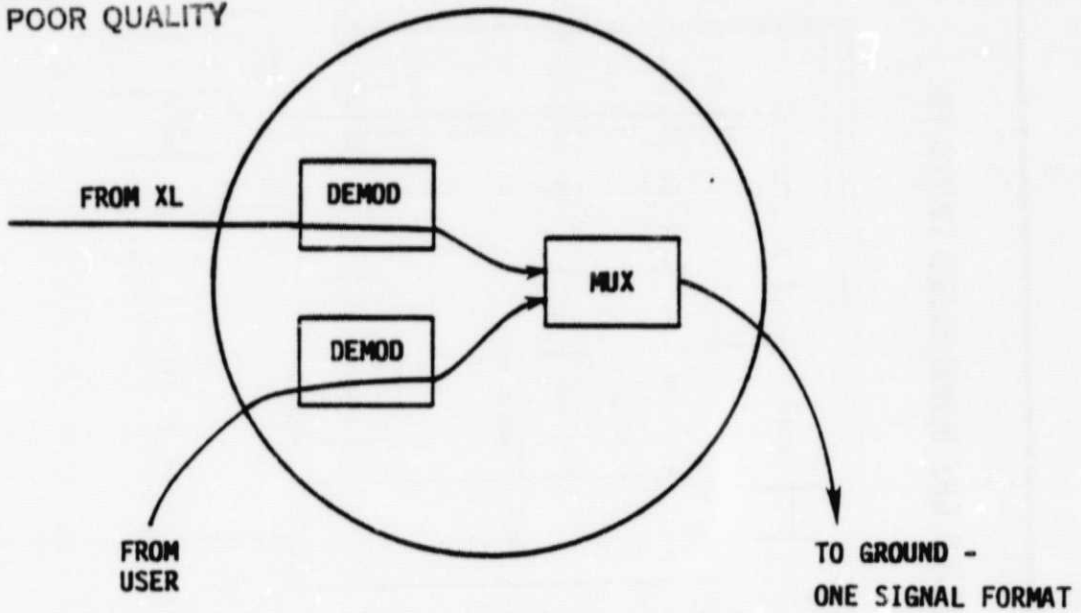 POOR QUALITY
FROM XL
DEMOD
MUX
DEMOD
FROM
USER
TO GROUND -
ONE SIGNAL FORMAT